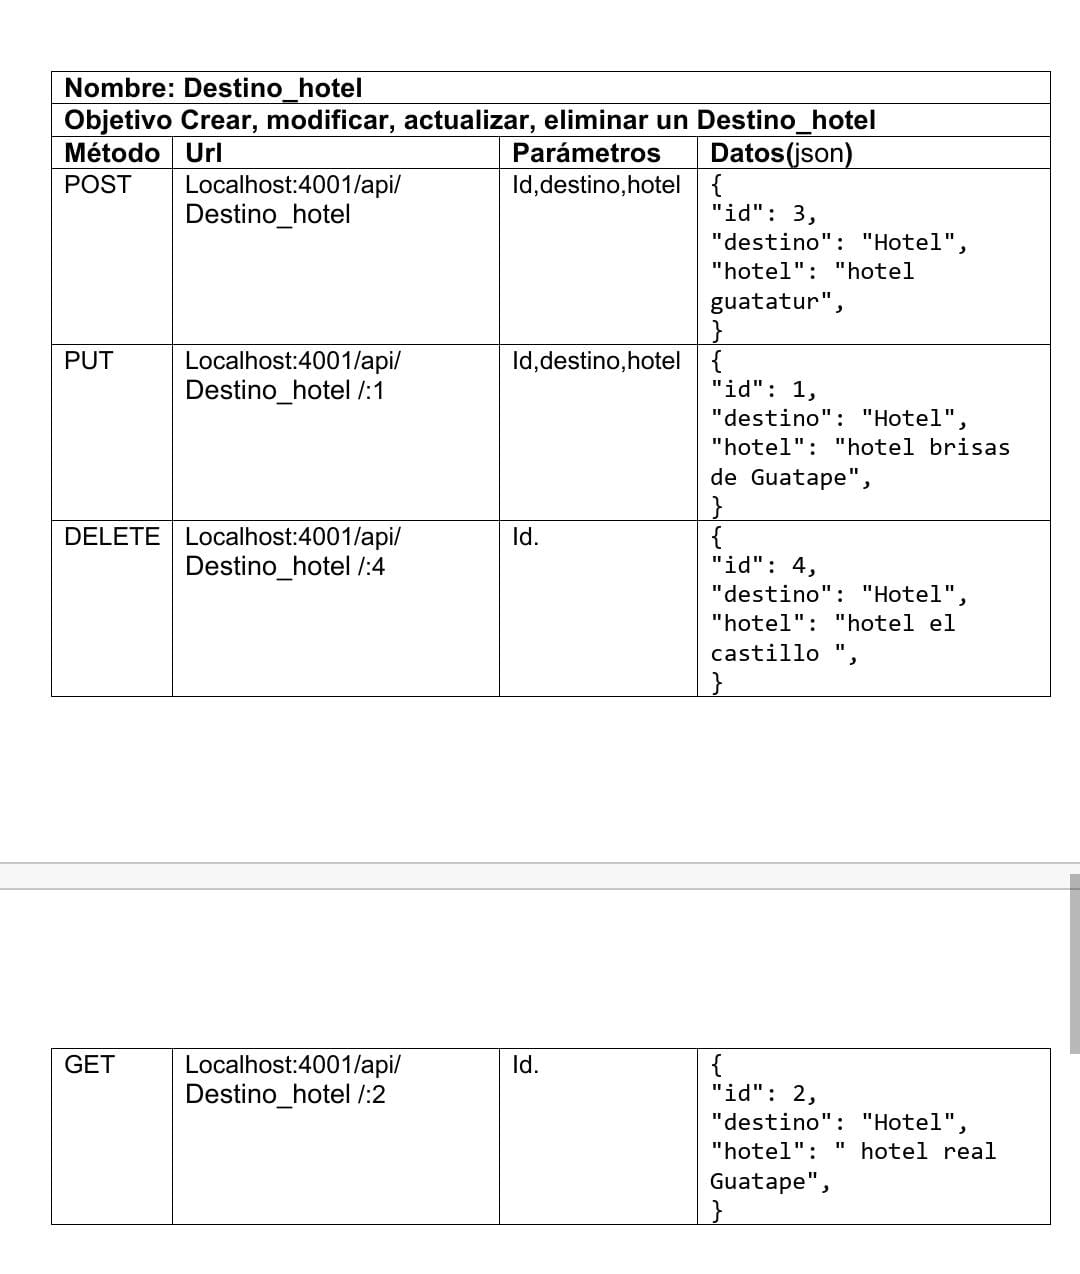 Nombre: Destino_hotel
Objetivo Crear, modificar, actualizar, eliminar un Destino_hotel
Método Url Parámetros Datos(json)
POST Localhost:4001/api/ Id,destino,hotel {
Destino_hotel "id": 3,
"destino": "Hotel",
"hotel": "hotel
guatatur",
}
PUT Localhost:4001/api/ Id,destino,hotel {
Destino_hotel /:1 "id": 1,
"destino": "Hotel",
"hotel": "hotel brisas
de Guatape",
}
DELETE Localhost:4001/api/ Id. {
Destino_hotel /:4 "id": 4,
"destino": "Hotel",
"hotel": "hotel el
castillo ",
}
GET Localhost:4001/api/ Id. {
Destino_hotel /:2 "id": 2,
"destino": "Hotel",
"hotel": " hotel real
Guatape",
}